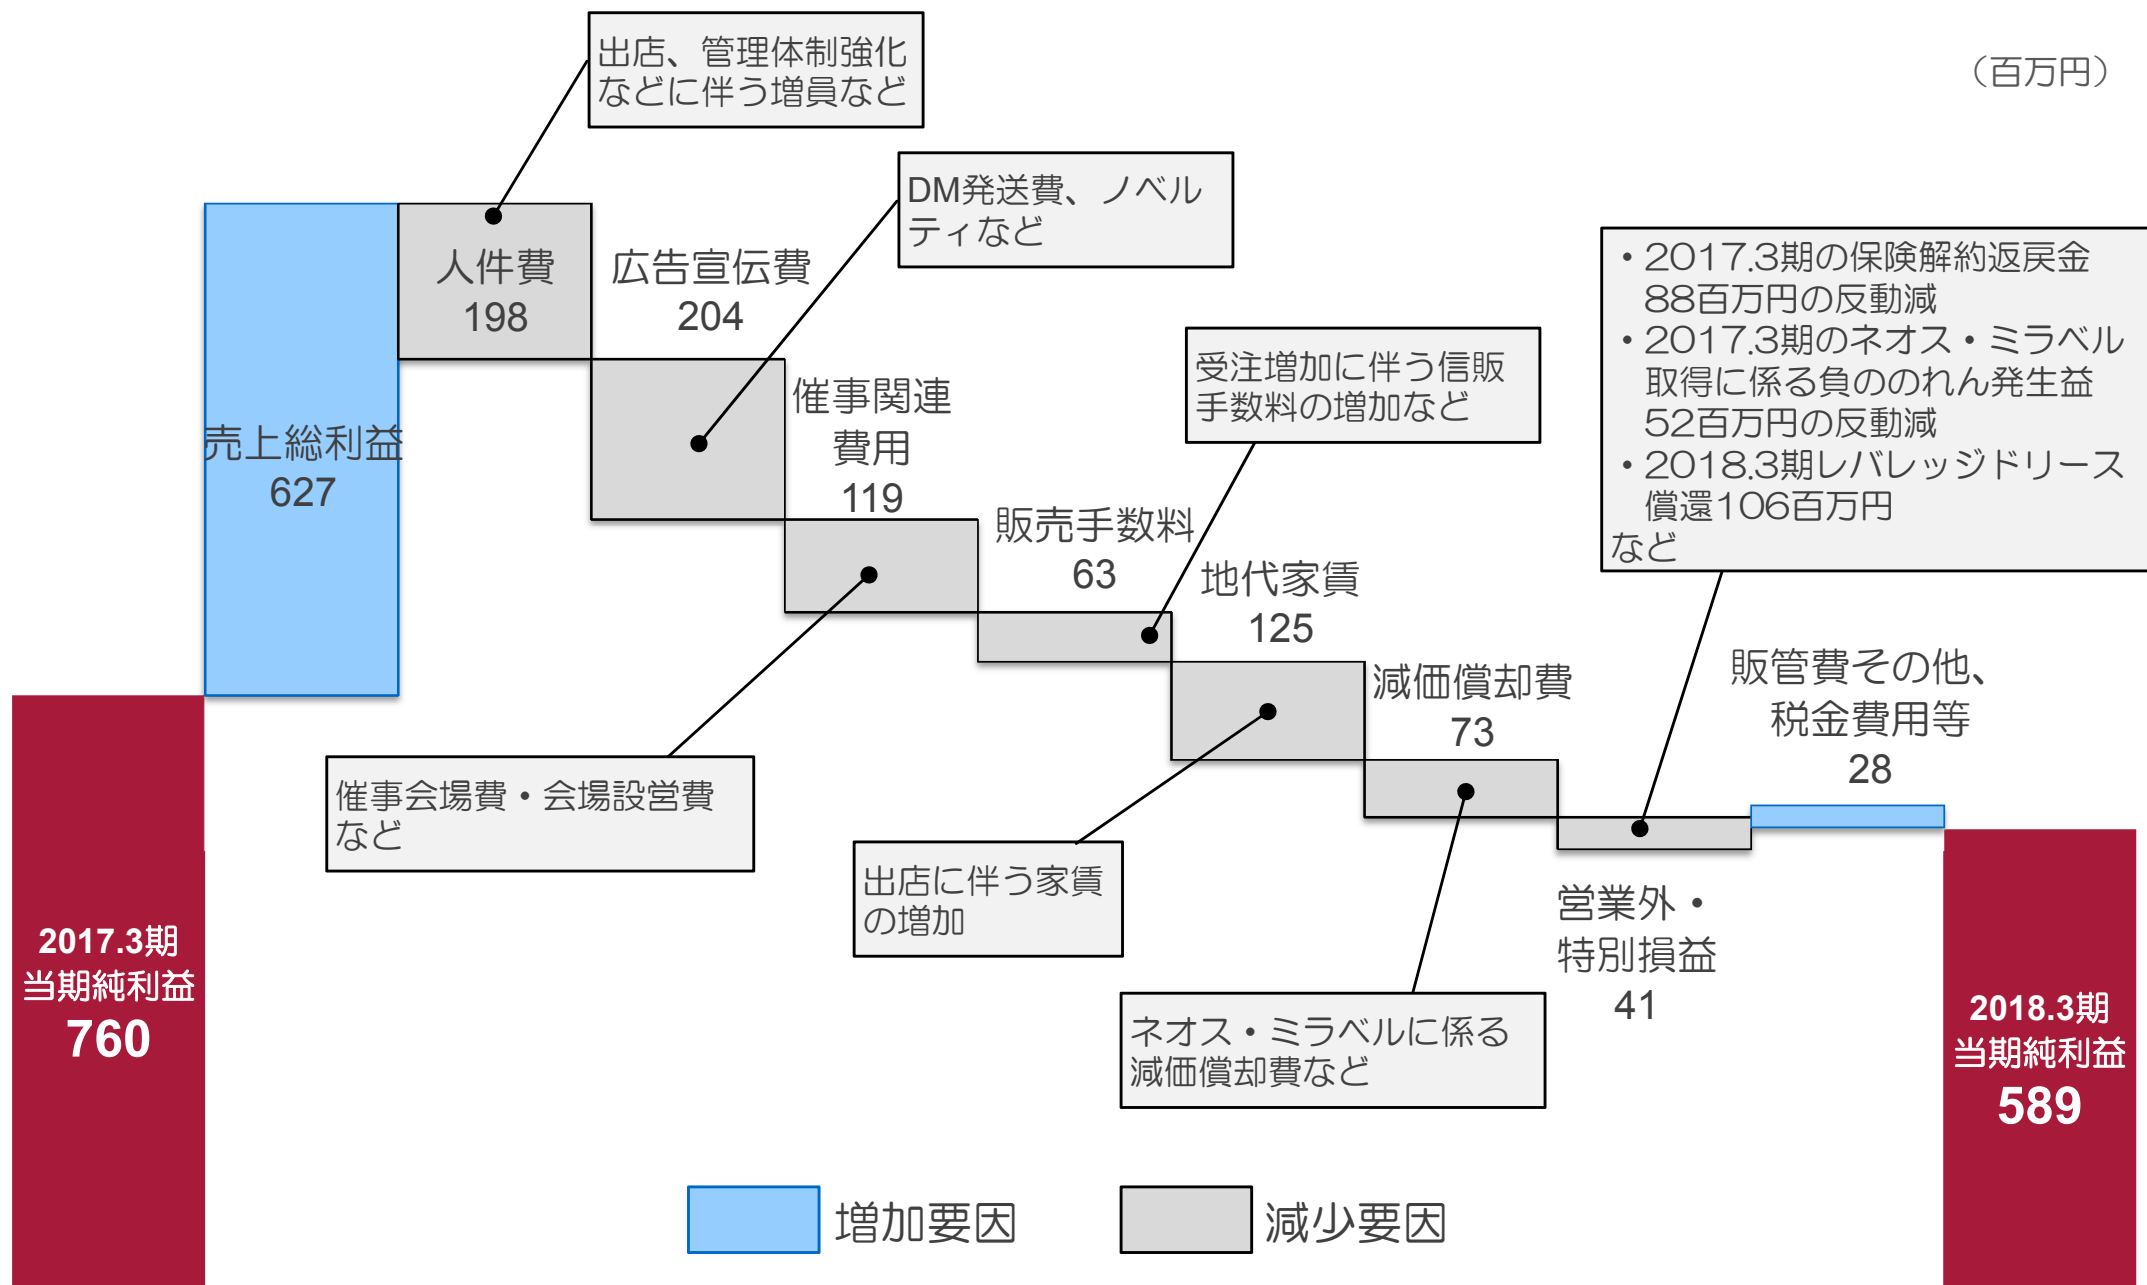 （百万円）
出店、管理体制強化
などに伴う増員など
DM発送費、ノベル
ティなど
売上総利益
627
人件費
198
広告宣伝費
204
催事関連
費用
119
販売手数料
63
受注増加に伴う信販
手数料の増加など
地代家賃
125
減価償却費
73
・2017.3期の保険解約返戻金
88百万円の反動減
・2017.3期のネオス・ミラベル
取得に係る負ののれん発生益
52百万円の反動減
・2018.3期レバレッジドリース
償還106百万円
など
販管費その他、
税金費用等
28
催事会場費・会場設営費
など
出店に伴う家賃
の増加
営業外・
特別損益
41
ネオス・ミラベルに係る
減価償却費など
2017.3期
当期純利益
760
2018.3期
当期純利益
589
増加要因
減少要因